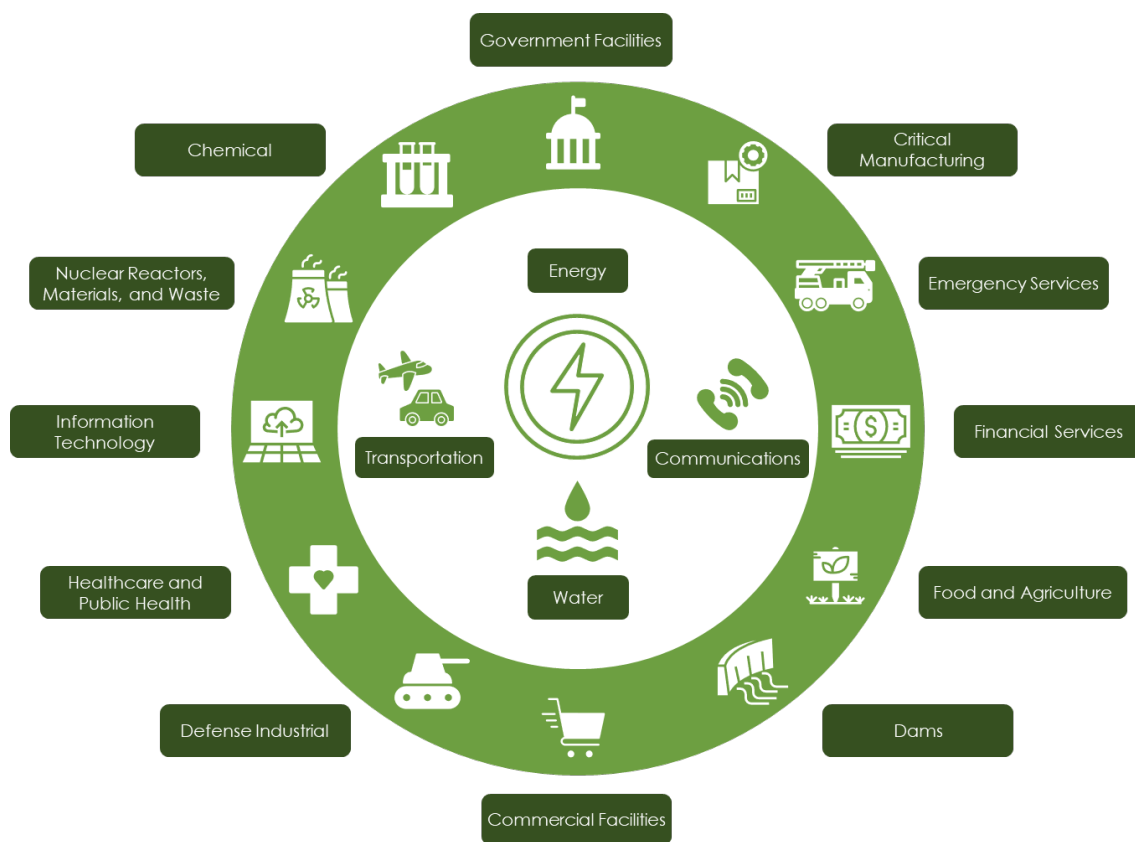 Government Facilities
Chemical
Critical
Manufacturing
Nuclear Reactors,
Materials, and Waste
Energy
Emergency Services
Information
Technology
Transportation
Communications
Financial Services
Healthcare and
Public Health
Water
Food and Agriculture
Defense Industrial
Dams
Commercial Facilities